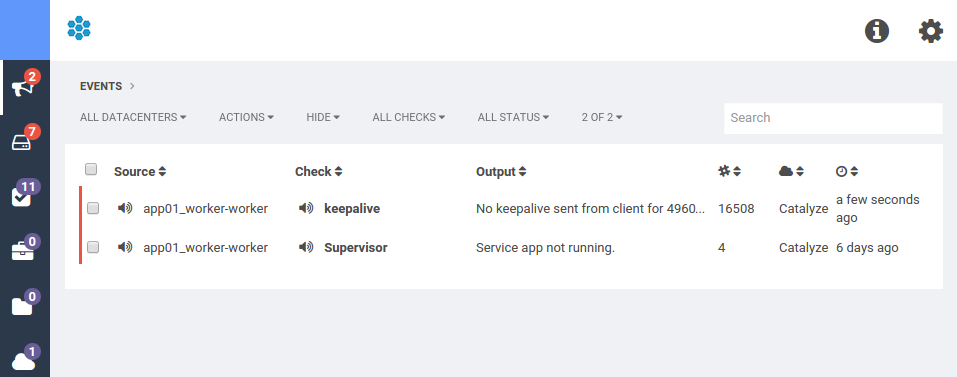 2
7
11
0
0
1
EVENTS >
ALL DATACENTERS ACTIONS HIDE ALL CHECKS ALL STATUS 2 OF 2 Search
Source Check Output
app01_worker-worker keepalive No keepalive sent from client for 4960... 16508 Catalyze a few seconds ago
app01_worker-worker Supervisor Service app not running. 4 Catalyze 6 days ago